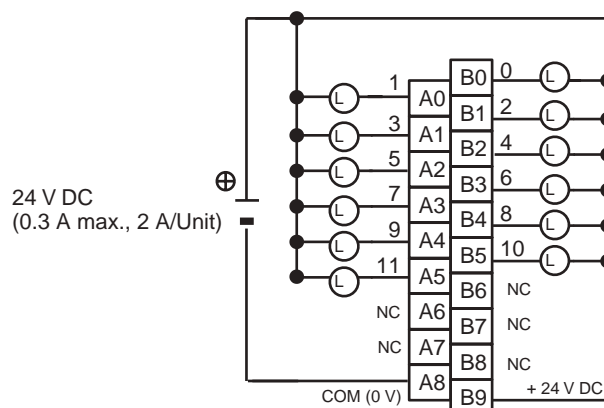 B0 0 L
1 L A0
B1 2 L
3 L A1
B2 4 L
5 L A2
24 V DC
(0.3 A max., 2 A/Unit)
B3 6 L
7 L A3
B4 8 L
9 L A4
B5 10 L
11 L A5
B6 NC
NC A6
B7 NC
NC A7
B8 NC
COM (0 V) A8
B9 + 24 V DC